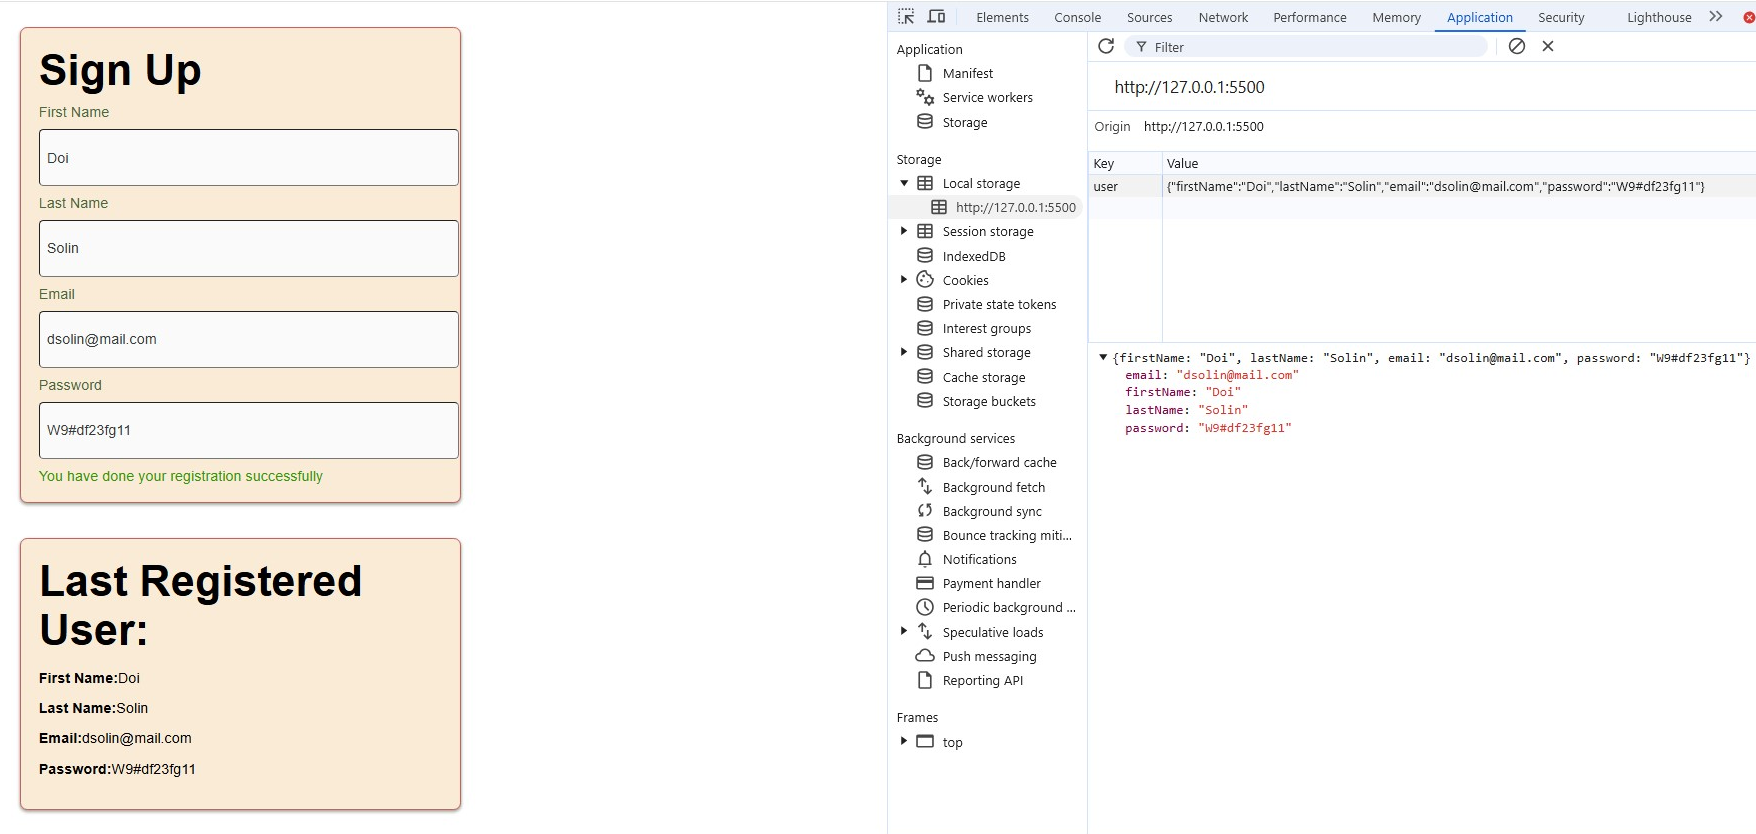 Sign Up
First Name
Doi
Last Name
Solin
Email
dsolin@mail.com
Password
W9#df23fg11
You have done your registration successfully
Last Registered
User:
First Name:Doi
Last Name:Solin
Email:dsolin@mail.com
Password:W9#df23fg11
Elements Console Sources Network Performance Memory Application Security Lighthouse
Application
Manifest
Service workers
Storage
Storage
Local storage
http://127.0.0.1:5500
Session storage
IndexedDB
Cookies
Private state tokens
Interest groups
Shared storage
Cache storage
Storage buckets
Background services
Back/forward cache
Background fetch
Background sync
Bounce tracking miti...
Notifications
Payment handler
Periodic background ...
Speculative loads
Push messaging
Reporting API
Frames
top
Filter
http://127.0.0.1:5500
Origin http://127.0.0.1:5500
Key Value
user {"firstName":"Doi","lastName":"Solin","email":"dsolin@mail.com","password":"W9#df23fg11"}
{firstName: "Doi", lastName: "Solin", email: "dsolin@mail.com", password: "W9#df23fg11"}
email: "dsolin@mail.com"
firstName: "Doi"
lastName: "Solin"
password: "W9#df23fg11"